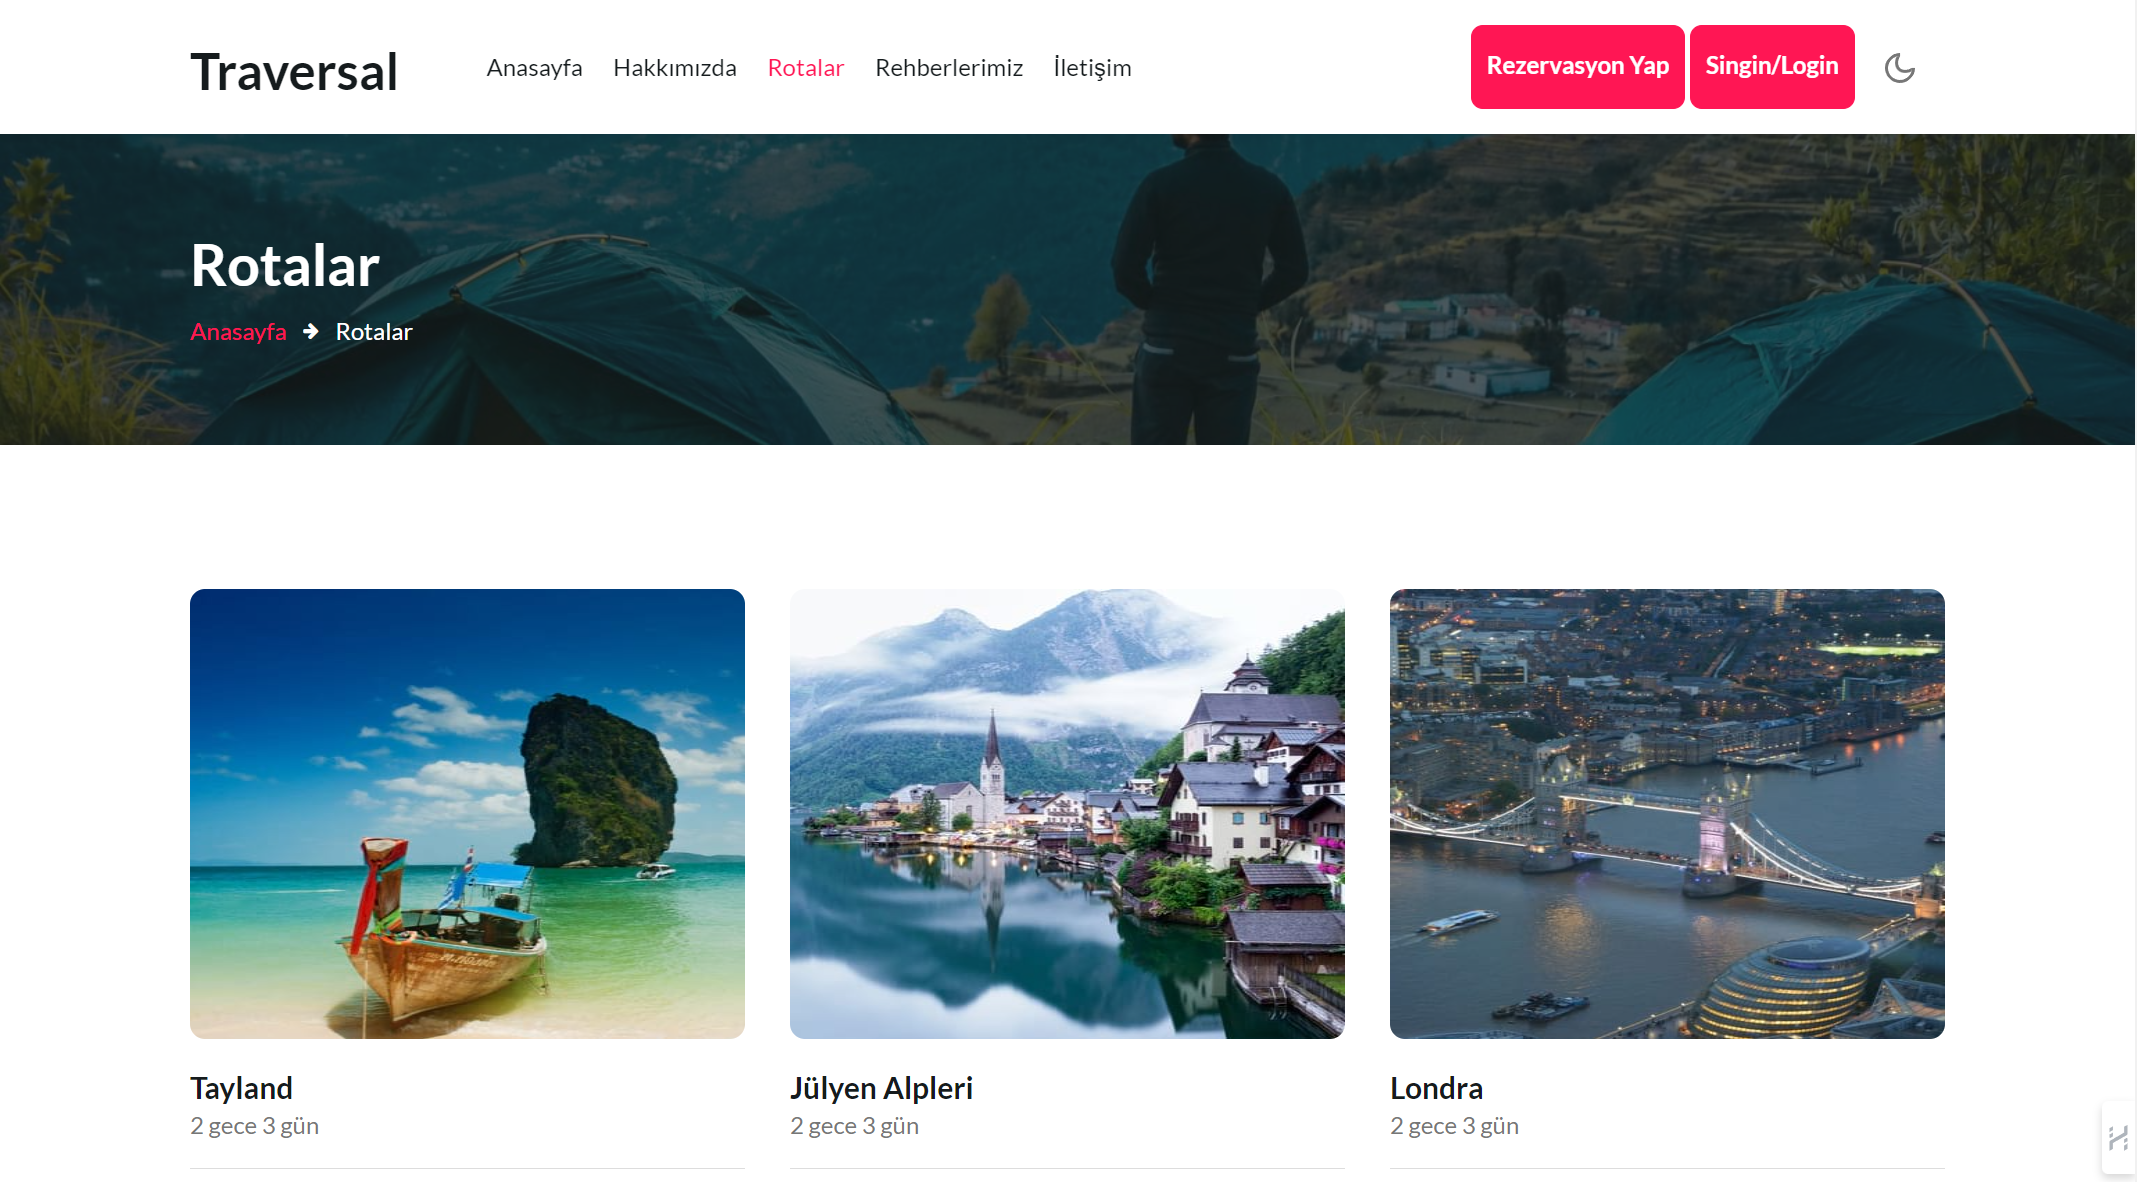 Traversal
Anasayfa Hakkımızda Rotalar Rehberlerimiz İletişim
Rezervasyon Yap Singin/Login
Rotalar
Anasayfa → Rotalar
Tayland
2 gece 3 gün
Jülyen Alpleri
2 gece 3 gün
Londra
2 gece 3 gün